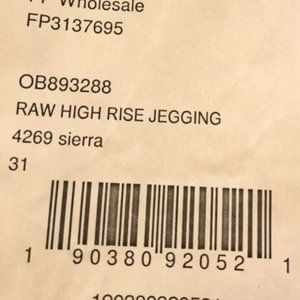 Wholesale
FP3137695
OB893288
RAW HIGH RISE JEGGING
4269 sierra
31
1 90380 92052 1